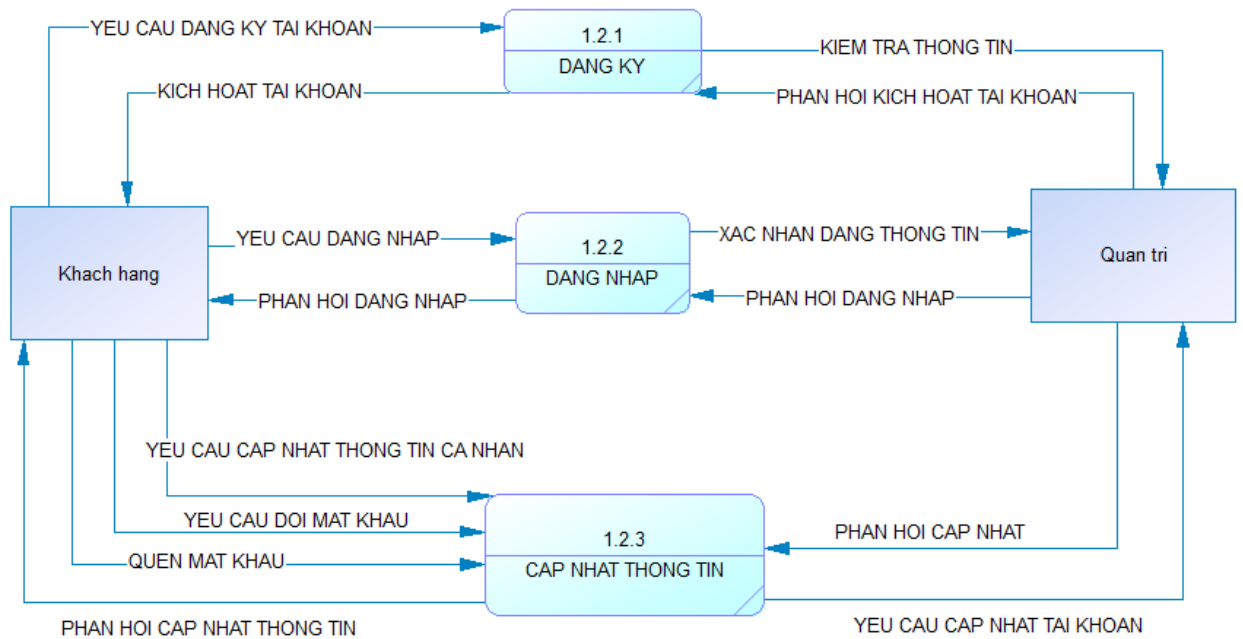 YEU CAU DANG KY TAI KHOAN
1.2.1
DANG KY
KIEM TRA THONG TIN
KICH HOAT TAI KHOAN
PHAN HOI KICH HOAT TAI KHOAN
Khach hang
YEU CAU DANG NHAP
1.2.2
DANG NHAP
XAC NHAN DANG THONG TIN
Quan tri
PHAN HOI DANG NHAP
PHAN HOI DANG NHAP
YEU CAU CAP NHAT THONG TIN CA NHAN
YEU CAU DOI MAT KHAU
QUEN MAT KHAU
1.2.3
CAP NHAT THONG TIN
PHAN HOI CAP NHAT
PHAN HOI CAP NHAT THONG TIN
YEU CAU CAP NHAT TAI KHOAN